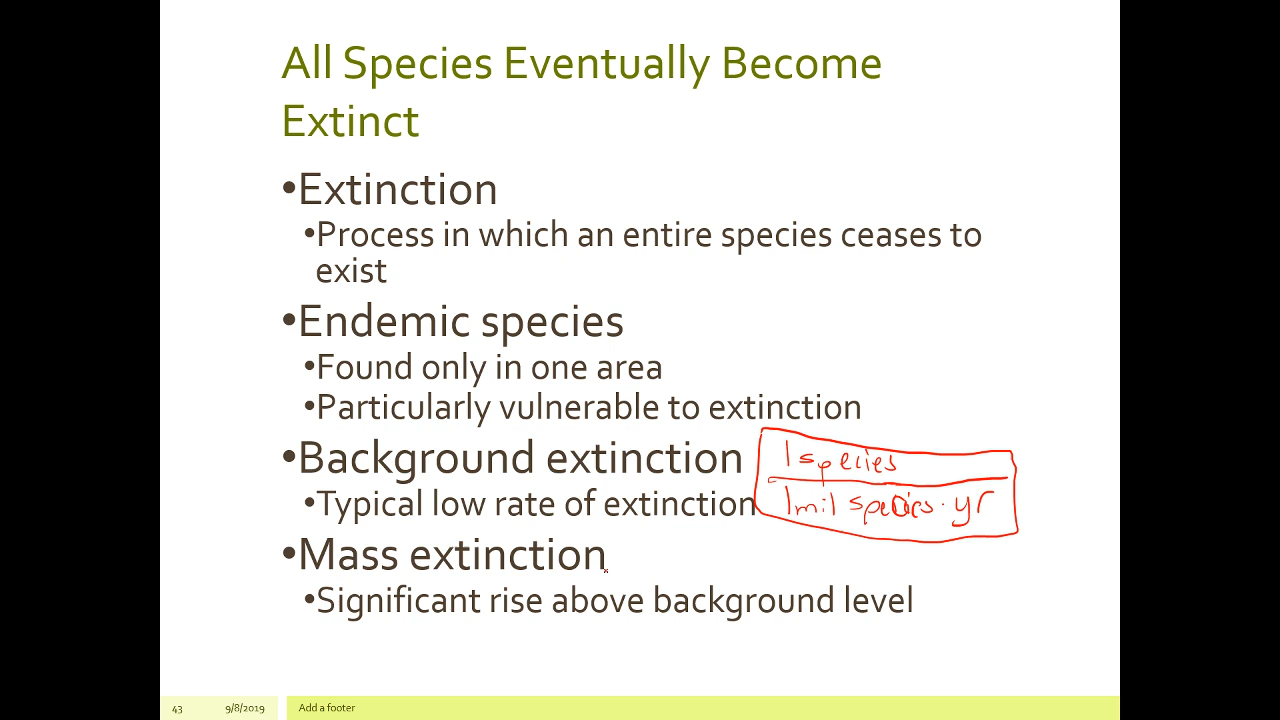 All Species Eventually Become
Extinct
•Extinction
•Process in which an entire species ceases to
exist
•Endemic species
•Found only in one area
•Particularly vulnerable to extinction
•Background extinction
1 species
•Typical low rate of extinction
1mil species·yr
•Mass extinction
•Significant rise above background level
43 9/8/2019 Add a footer